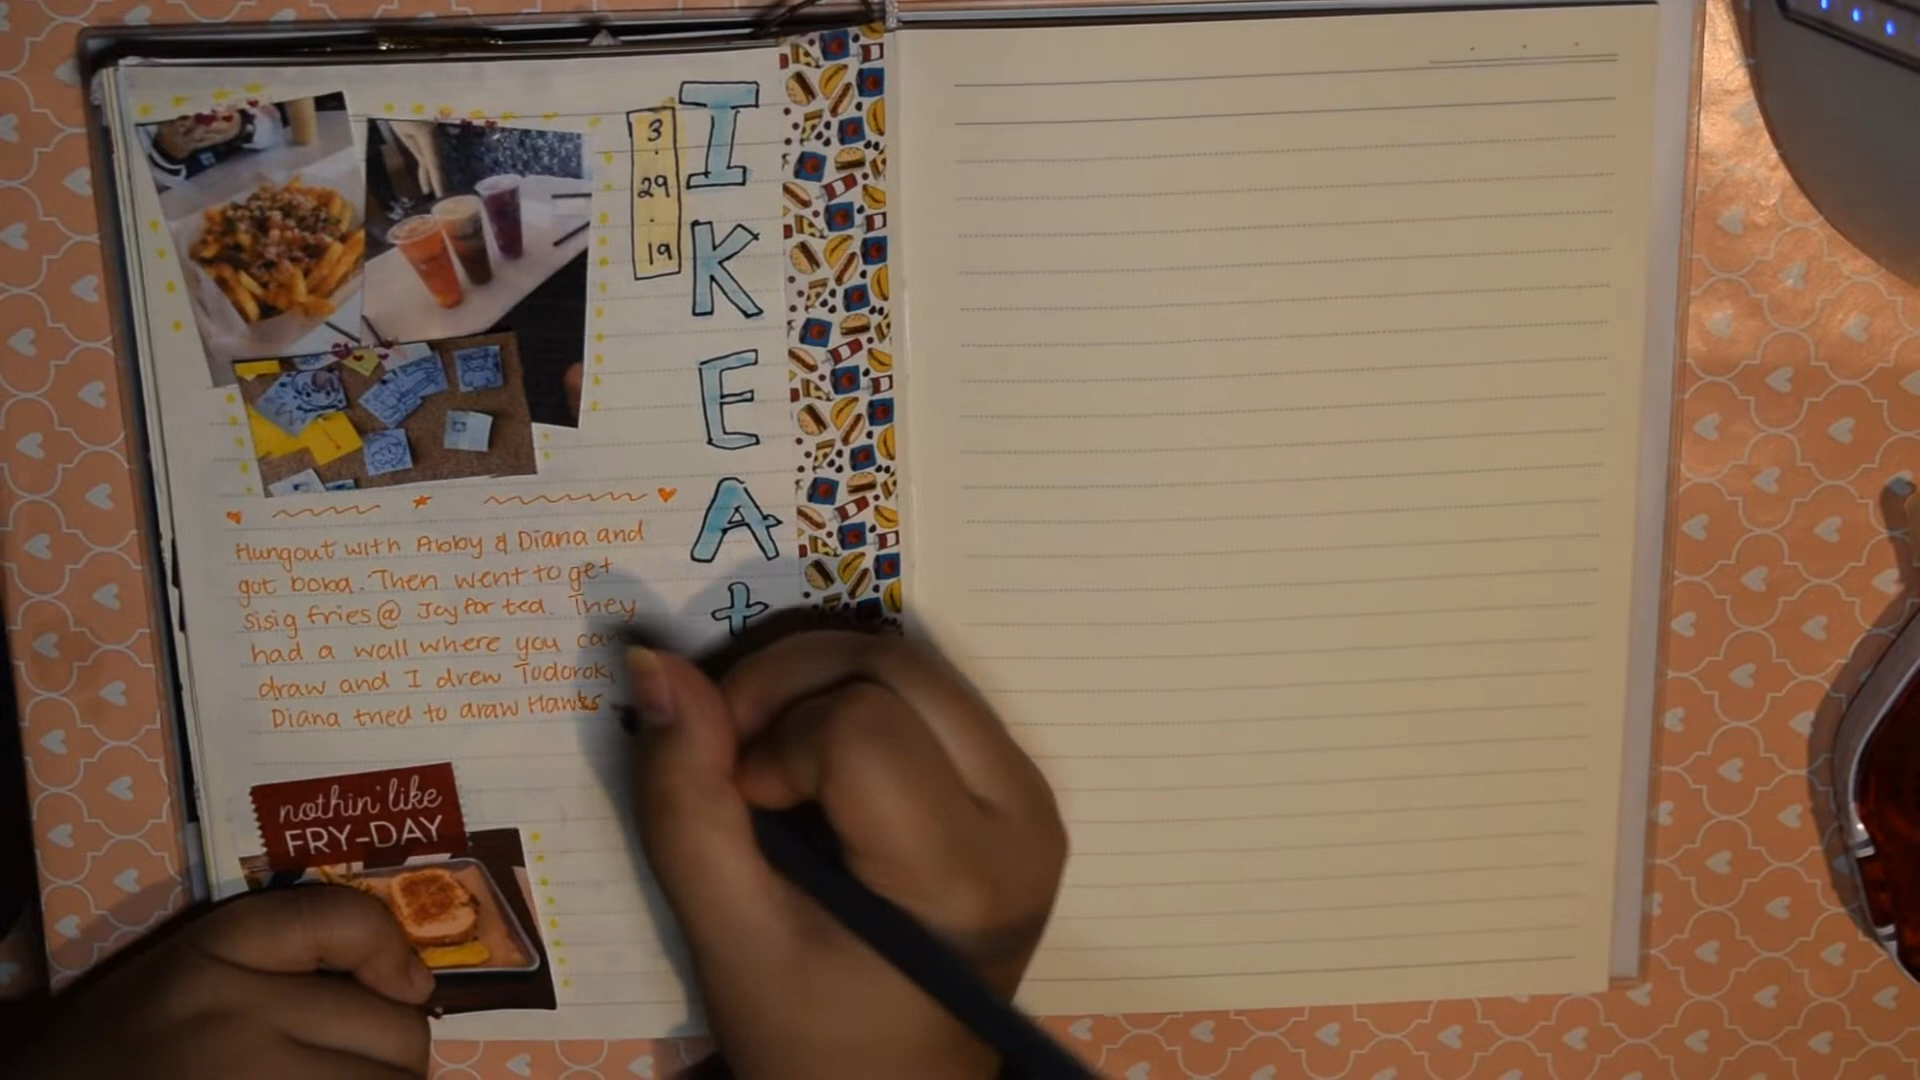 3
.
29
.
19
I
K
E
A
t
Hungout with Abby & Diana and
got boba. Then went to get
sisig fries @ Joy for tea. They
had a wall where you can
draw and I drew Todoroki
Diana tried to draw Hawks
nothin' like
FRY-DAY